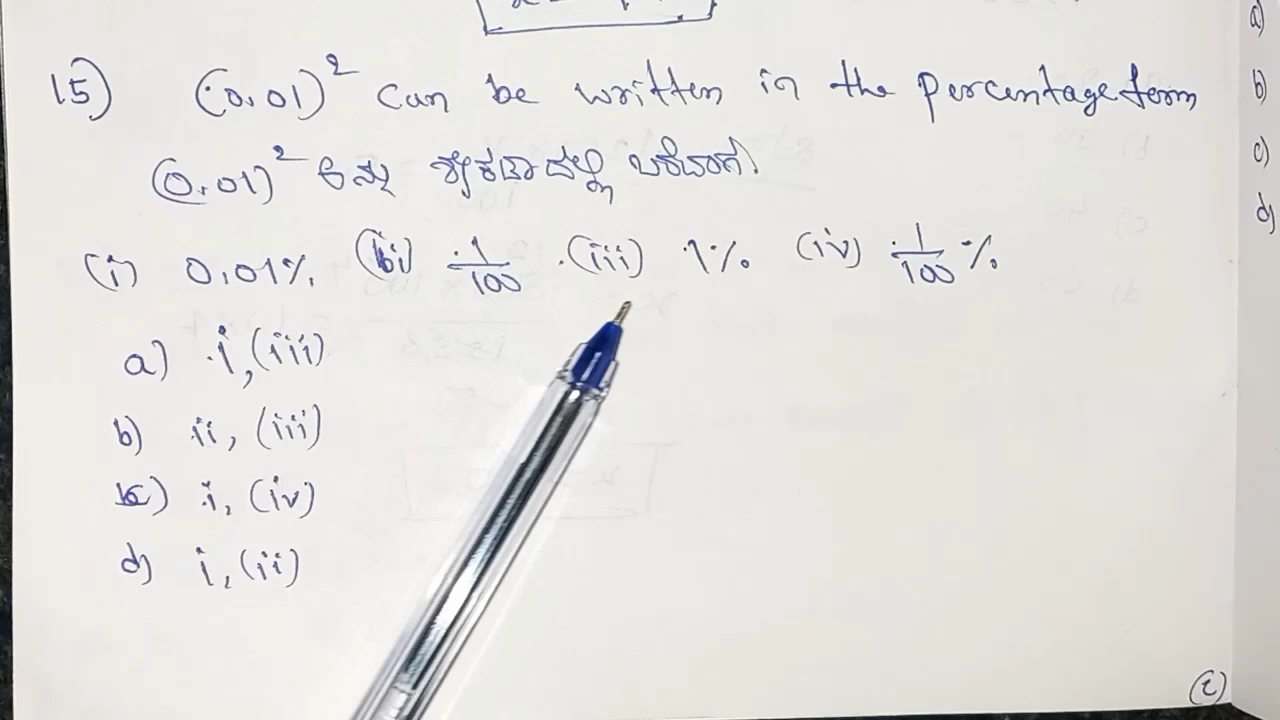 15) (0.01)² can be written in the percentage form
(0.01)² ಅನ್ನು ಶೇಕಡಾದಲ್ಲಿ ಬರೆದಾಗ.
(i) 0.01% (ii) 1/100 (iii) 1% (iv) 1/100 %
a) i, (iii)
b) ii, (iii)
c) i, (iv)
d) i, (ii)
a)
b)
c)
d)